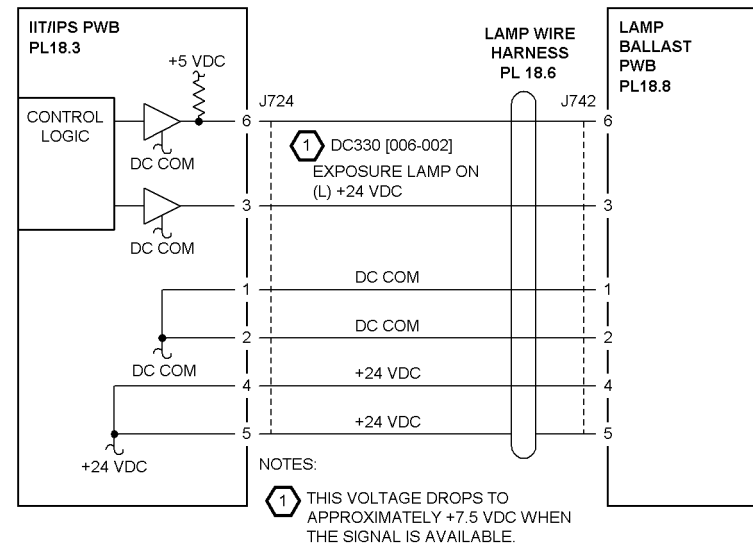 IIT/IPS PWB
PL18.3
+5 VDC
CONTROL
LOGIC
DC COM
DC COM
DC COM
+24 VDC
J724
6
3
1
2
4
5
LAMP WIRE
HARNESS
PL 18.6
J742
1 DC330 [006-002]
EXPOSURE LAMP ON
(L) +24 VDC
DC COM
DC COM
+24 VDC
+24 VDC
6
3
1
2
4
5
LAMP
BALLAST
PWB
PL18.8
NOTES:
1 THIS VOLTAGE DROPS TO
APPROXIMATELY +7.5 VDC WHEN
THE SIGNAL IS AVAILABLE.